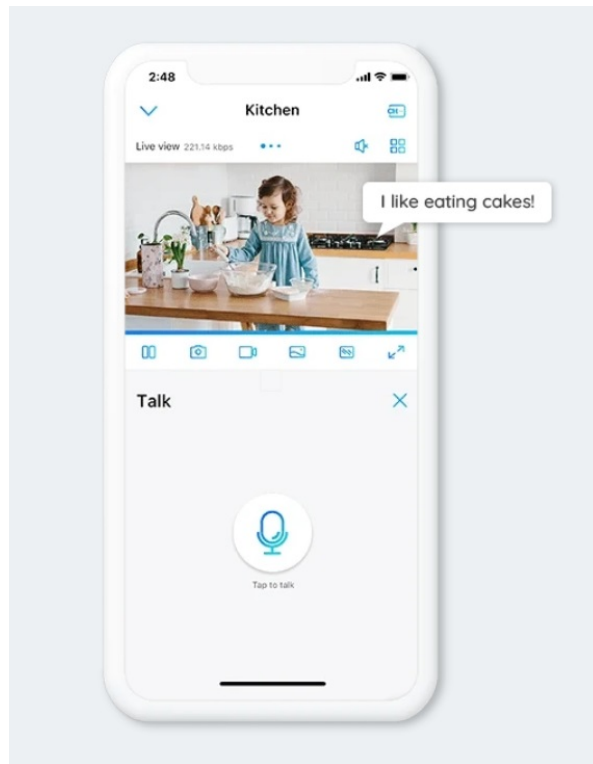 2:48
Kitchen
Live view 221.14 kbps
I like eating cakes!
Talk
Tap to talk